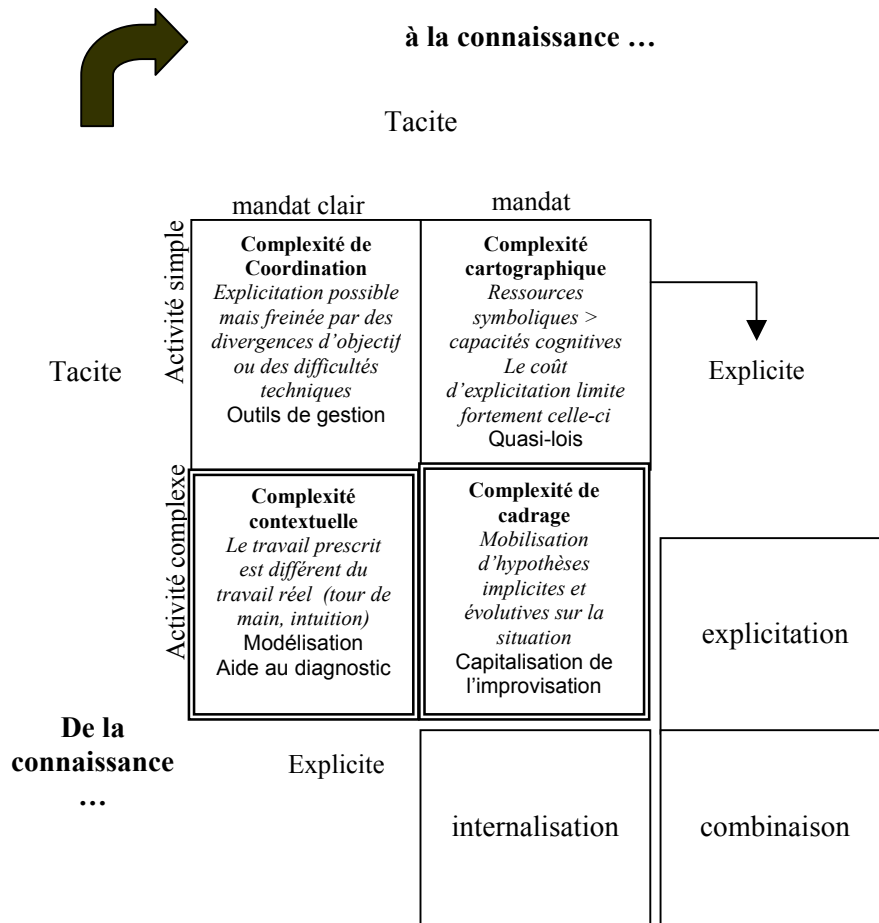 à la connaissance …
Tacite
mandat clair
mandat
Activité simple
Complexité de
Coordination
Explicitation possible
mais freinée par des
divergences d’objectif
ou des difficultés
techniques
Outils de gestion
Complexité
cartographique
Ressources
symboliques >
capacités cognitives
Le coût
d’explicitation limite
fortement celle-ci
Quasi-lois
Tacite
Explicite
Activité complexe
Complexité
contextuelle
Le travail prescrit
est différent du
travail réel (tour de
main, intuition)
Modélisation
Aide au diagnostic
Complexité de
cadrage
Mobilisation
d’hypothèses
implicites et
évolutives sur la
situation
Capitalisation de
l’improvisation
explicitation
De la
connaissance
…
Explicite
internalisation
combinaison